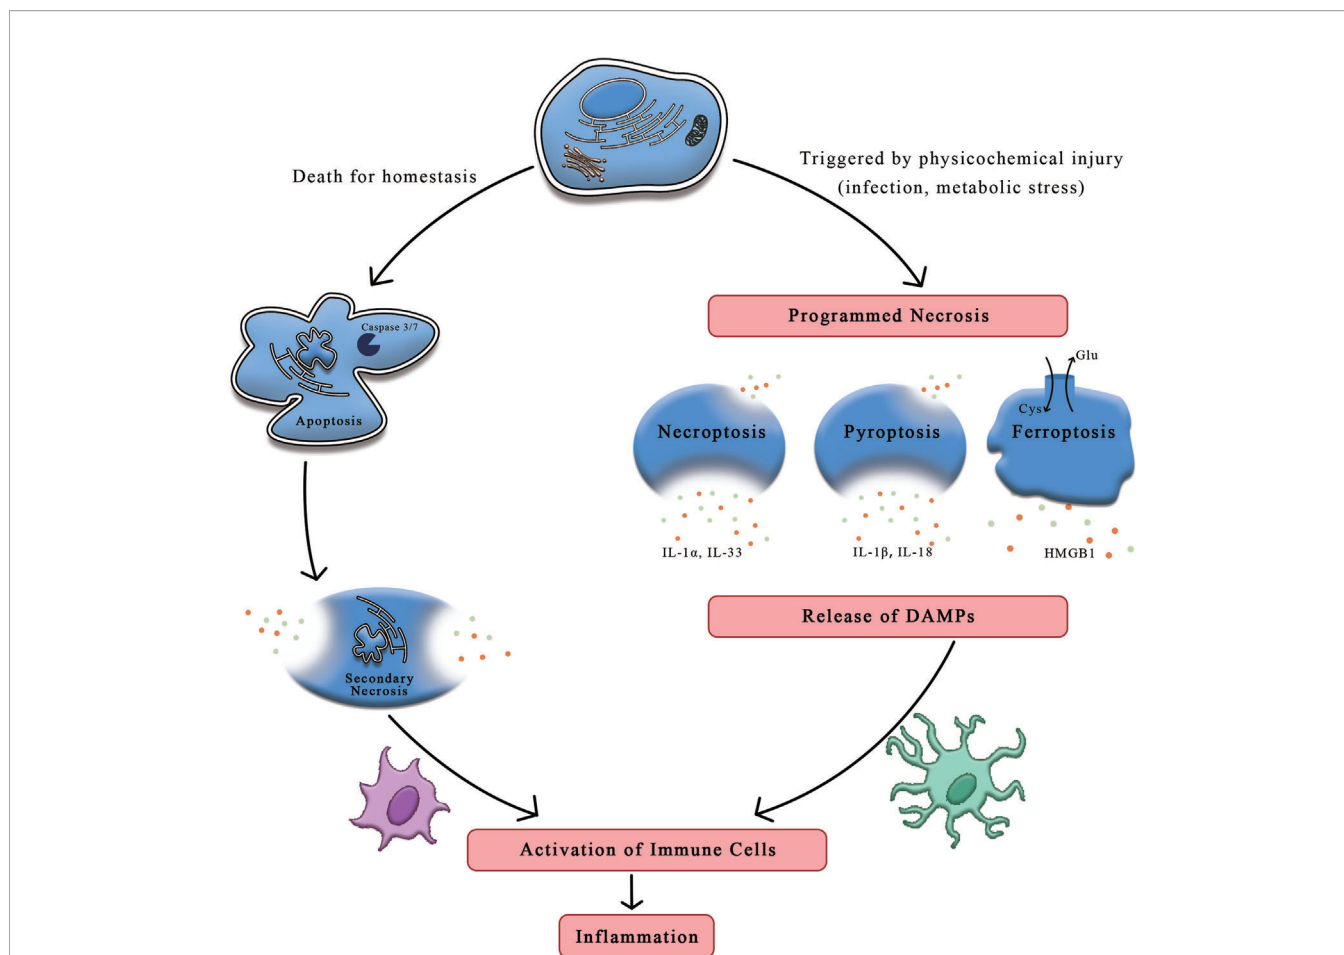 Death for homestasis
Triggered by physicochemical injury
(infection, metabolic stress)
Caspase 3/7
Apoptosis
Programmed Necrosis
Glu
Cys
Necroptosis
Pyroptosis
Ferroptosis
IL-1α, IL-33
IL-1β, IL-18
HMGB1
Release of DAMPs
Secondary
Necrosis
Activation of Immune Cells
Inflammation